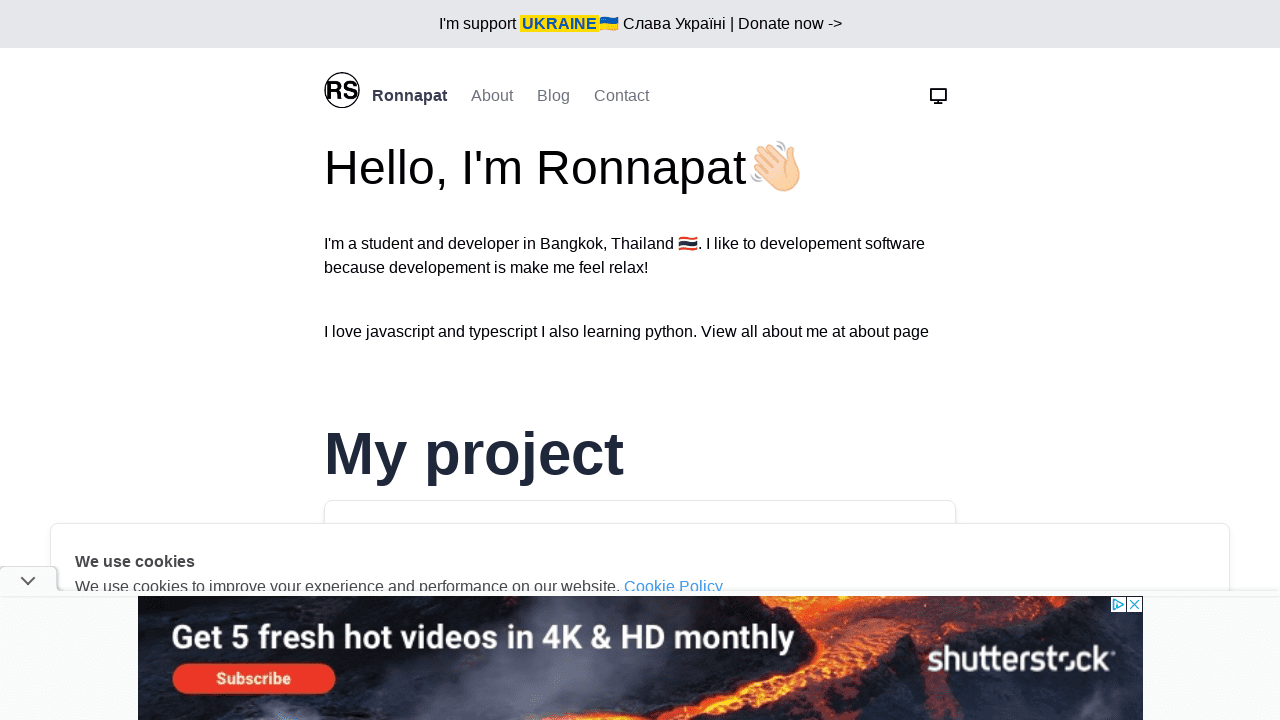 I'm support UKRAINE🇺🇦 Слава Україні | Donate now ->
RS Ronnapat About Blog Contact
Hello, I'm Ronnapat👋🏻
I'm a student and developer in Bangkok, Thailand 🇹🇭. I like to developement software
because developement is make me feel relax!
I love javascript and typescript I also learning python. View all about me at about page
My project
We use cookies
We use cookies to improve your experience and performance on our website. Cookie Policy
Get 5 fresh hot videos in 4K & HD monthly
Subscribe
shutterstock